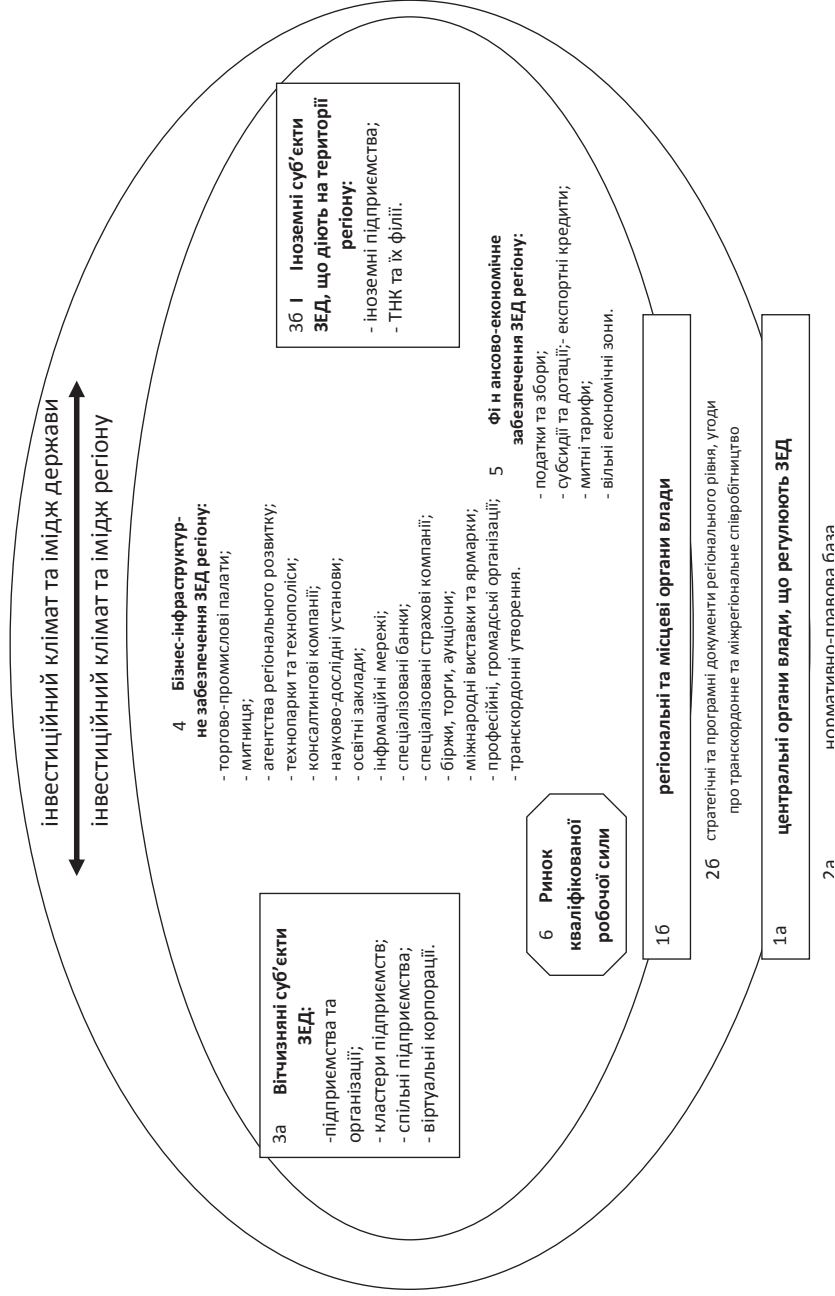 інвестиційний клімат та імідж держави
інвестиційний клімат та імідж регіону
3а Вітчизняні суб’єкти
ЗЕД:
-підприємства та
організації;
- кластери підприємств;
- спільні підприємства;
- віртуальні корпорації.
4 Бізнес-інфраструктур-
не забезпечення ЗЕД регіону:
- торгово-промислові палати;
- митниця;
- агентства регіонального розвитку;
- технопарки та технополіси;
- консалтингові компанії;
- науково-дослідні установи;
- освітні заклади;
- інфрмаційні мережі;
- спеціалізовані банки;
- спеціалізовані страхові компанії;
- біржи, торги, аукціони;
- міжнародні виставки та ярмарки;
- професійні, громадські організації;
- транскордонні утворення.
3б І Іноземні суб’єкти
ЗЕД, що діють на території
регіону:
- іноземні підприємства;
- ТНК та їх філії.
5 Фі н ансово-економічне
забезпечення ЗЕД регіону:
- податки та збори;
- субсидії та дотації;- експортні кредити;
- митні тарифи;
- вільні економічні зони.
6 Ринок
кваліфікованої
робочої сили
1б регіональні та місцеві органи влади
2б стратегічні та програмні документи регіонального рівня, угоди
про транскордонне та міжрегіональне співробітництво
1а центральні органи влади, що регулюють ЗЕД
2а нормативно-правова база